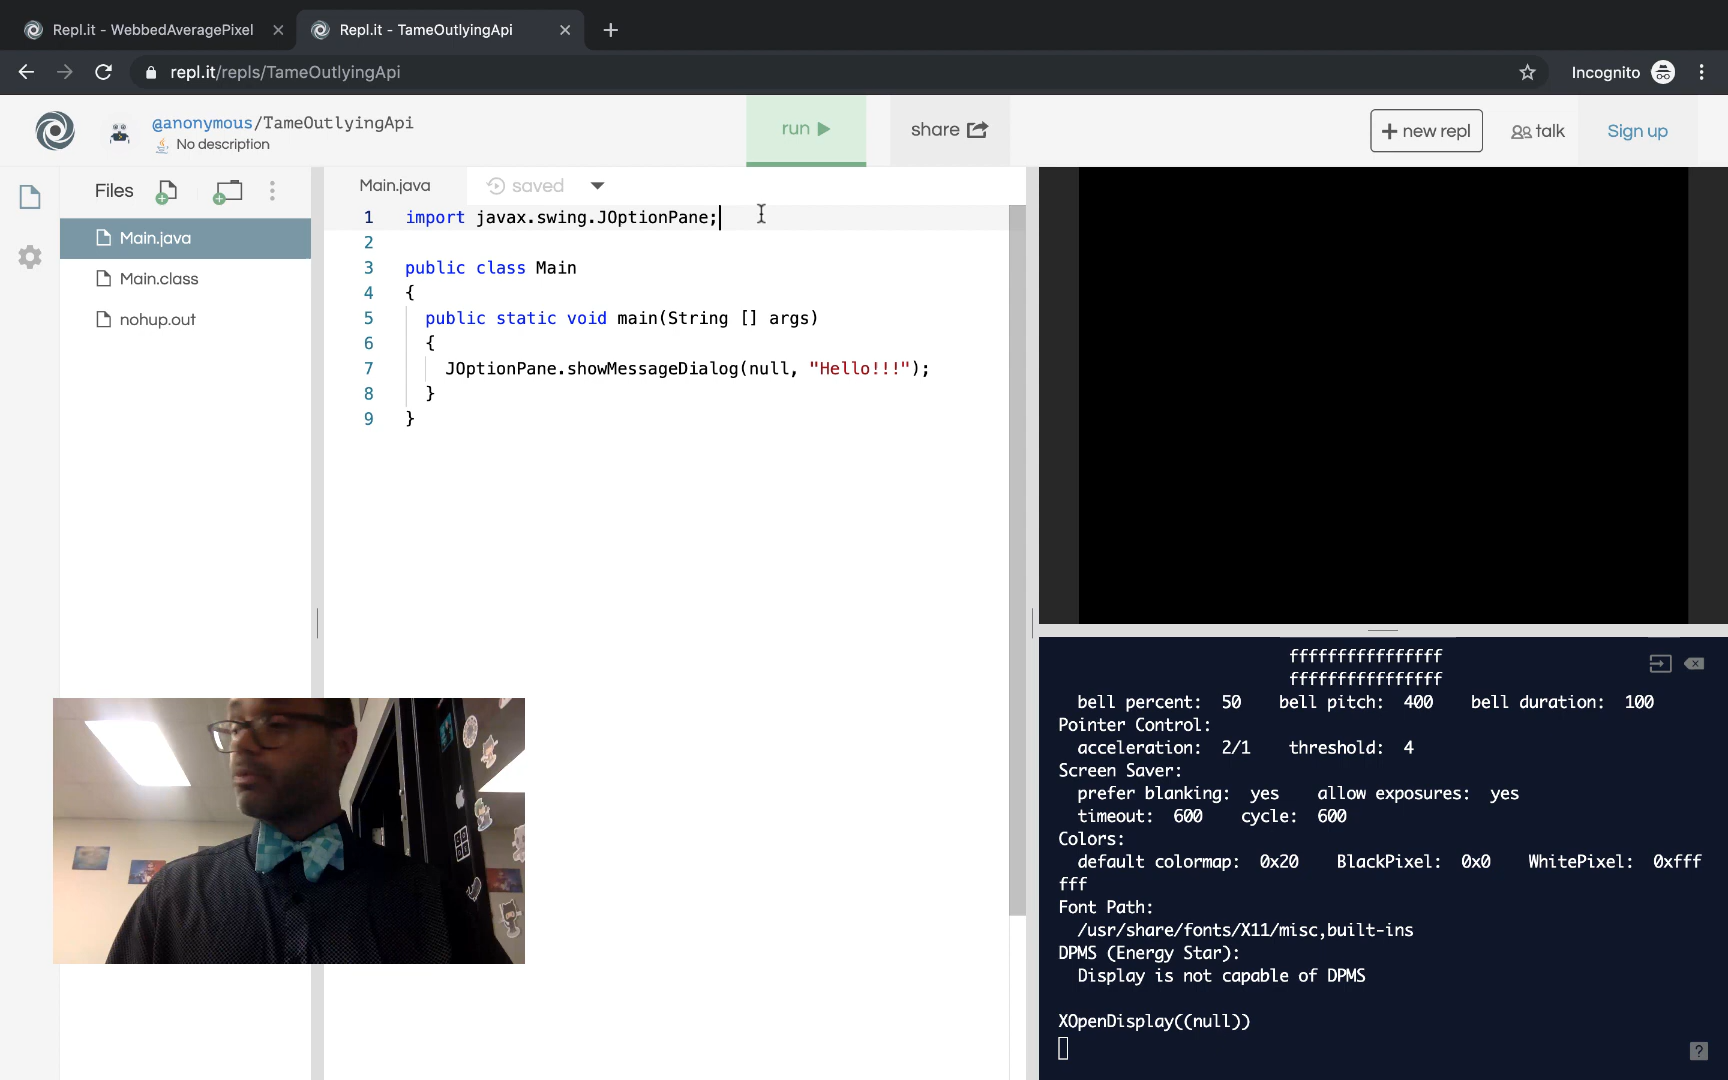 Repl.it - WebbedAveragePixel
Repl.it - TameOutlyingApi
repl.it/repls/TameOutlyingApi
Incognito
@anonymous/TameOutlyingApi
No description
run
share
+ new repl
talk
Sign up
Files
Main.java
Main.class
nohup.out
Main.java
saved
1 import javax.swing.JOptionPane;
2
3 public class Main
4 {
5 public static void main(String [] args)
6 {
7 JOptionPane.showMessageDialog(null, "Hello!!!");
8 }
9 }
ffffffffffffffff
ffffffffffffffff
bell percent: 50 bell pitch: 400 bell duration: 100
Pointer Control:
acceleration: 2/1 threshold: 4
Screen Saver:
prefer blanking: yes allow exposures: yes
timeout: 600 cycle: 600
Colors:
default colormap: 0x20 BlackPixel: 0x0 WhitePixel: 0xfff
fff
Font Path:
/usr/share/fonts/X11/misc,built-ins
DPMS (Energy Star):
Display is not capable of DPMS
XOpenDisplay((null))
?